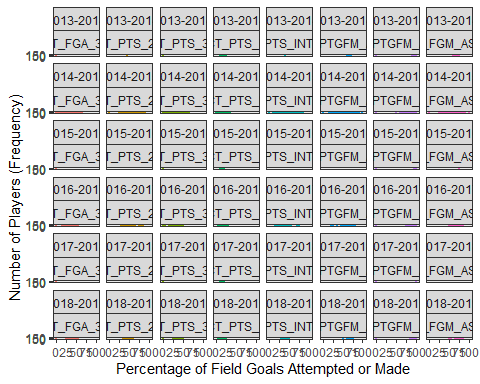 013-201 013-201 013-201 013-201 013-201 013-201 013-201 013-201
T_FGA_3 T_PTS_2 T_PTS_3 T_PTS_ T_PTS_INT PTGFM_ PTGFM_ FGM_AS
014-201 014-201 014-201 014-201 014-201 014-201 014-201 014-201
T_FGA_3 T_PTS_2 T_PTS_3 T_PTS_ T_PTS_INT PTGFM_ PTGFM_ FGM_AS
015-201 015-201 015-201 015-201 015-201 015-201 015-201 015-201
T_FGA_3 T_PTS_2 T_PTS_3 T_PTS_ T_PTS_INT PTGFM_ PTGFM_ FGM_AS
016-201 016-201 016-201 016-201 016-201 016-201 016-201 016-201
T_FGA_3 T_PTS_2 T_PTS_3 T_PTS_ T_PTS_INT PTGFM_ PTGFM_ FGM_AS
017-201 017-201 017-201 017-201 017-201 017-201 017-201 017-201
T_FGA_3 T_PTS_2 T_PTS_3 T_PTS_ T_PTS_INT PTGFM_ PTGFM_ FGM_AS
018-201 018-201 018-201 018-201 018-201 018-201 018-201 018-201
T_FGA_3 T_PTS_2 T_PTS_3 T_PTS_ T_PTS_INT PTGFM_ PTGFM_ FGM_AS
Number of Players (Frequency)
Percentage of Field Goals Attempted or Made